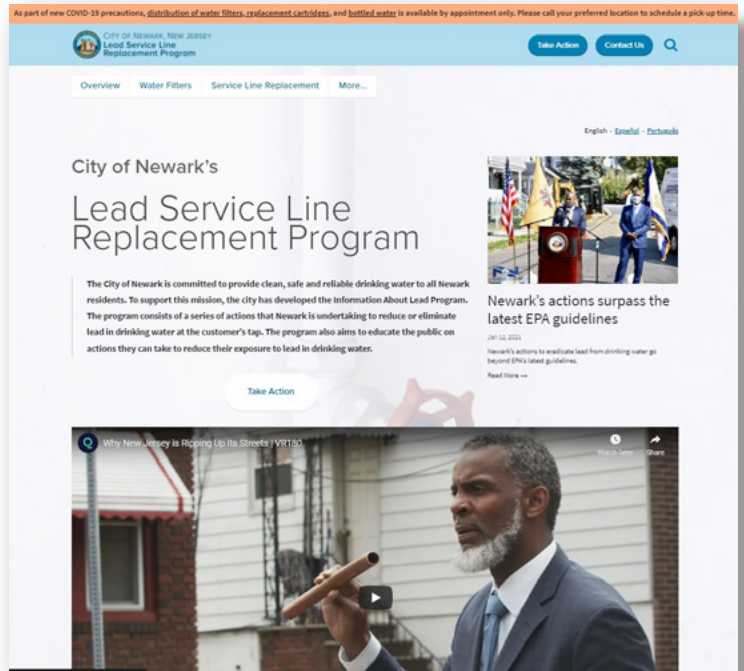 As part of new COVID-19 precautions, distribution of water filters, replacement cartridges, and bottled water is available by appointment only. Please call your preferred location to schedule a pick-up time.
CITY OF NEWARK, NEW JERSEY
Lead Service Line
Replacement Program
Take Action
Contact Us
Overview
Water Filters
Service Line Replacement
More...
English - Español - Português
City of Newark's
Lead Service Line
Replacement Program
The City of Newark is committed to provide clean, safe and reliable drinking water to all Newark
residents. To support this mission, the city has developed the Information About Lead Program.
The program consists of a series of actions that Newark is undertaking to reduce or eliminate
lead in drinking water at the customer's tap. The program also aims to educate the public on
actions they can take to reduce their exposure to lead in drinking water.
Take Action
Newark's actions surpass the
latest EPA guidelines
Jan 12, 2021
Newark's actions to eradicate lead from drinking water go
beyond EPA's latest guidelines.
Read More →
Q
Why New Jersey is Ripping Up Its Streets | VR180
Watch later
Share